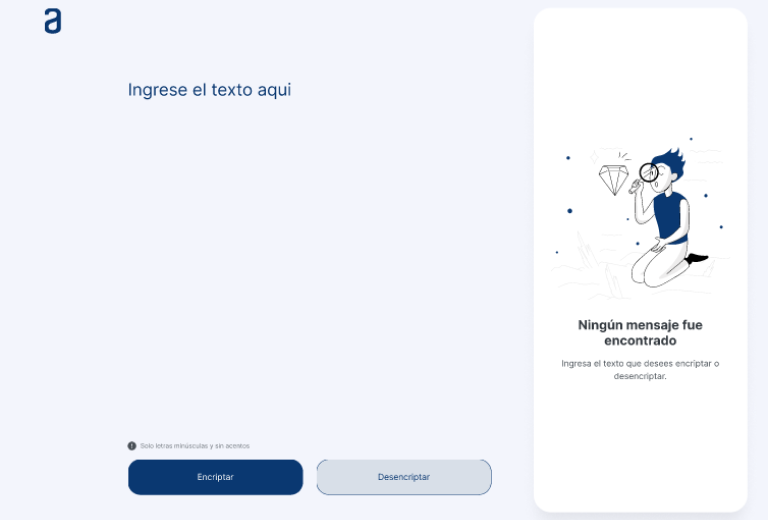 a
Ingrese el texto aqui
Solo letras minúsculas y sin acentos
Encriptar
Desencriptar
Ningún mensaje fue
encontrado
Ingresa el texto que desees encriptar o
desencriptar.